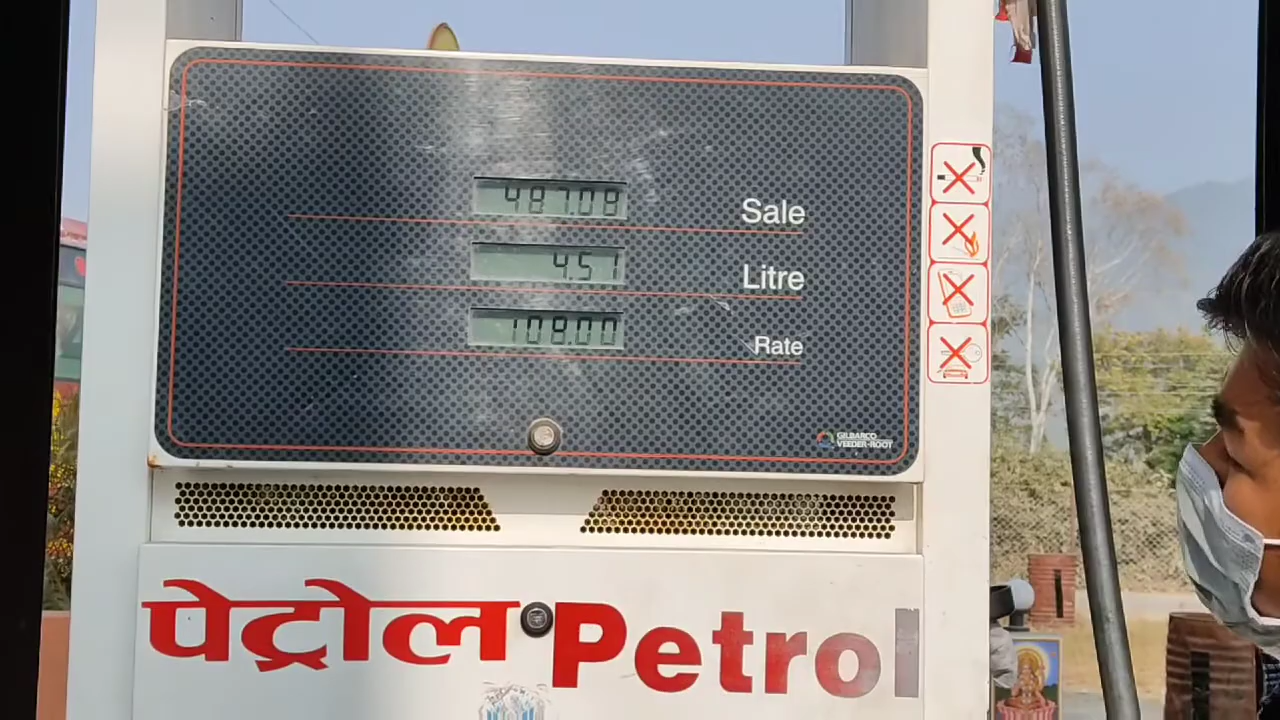 487.08 Sale
4.51 Litre
108.00 Rate
GILBARCO
VEEDER-ROOT
पेट्रोल Petrol